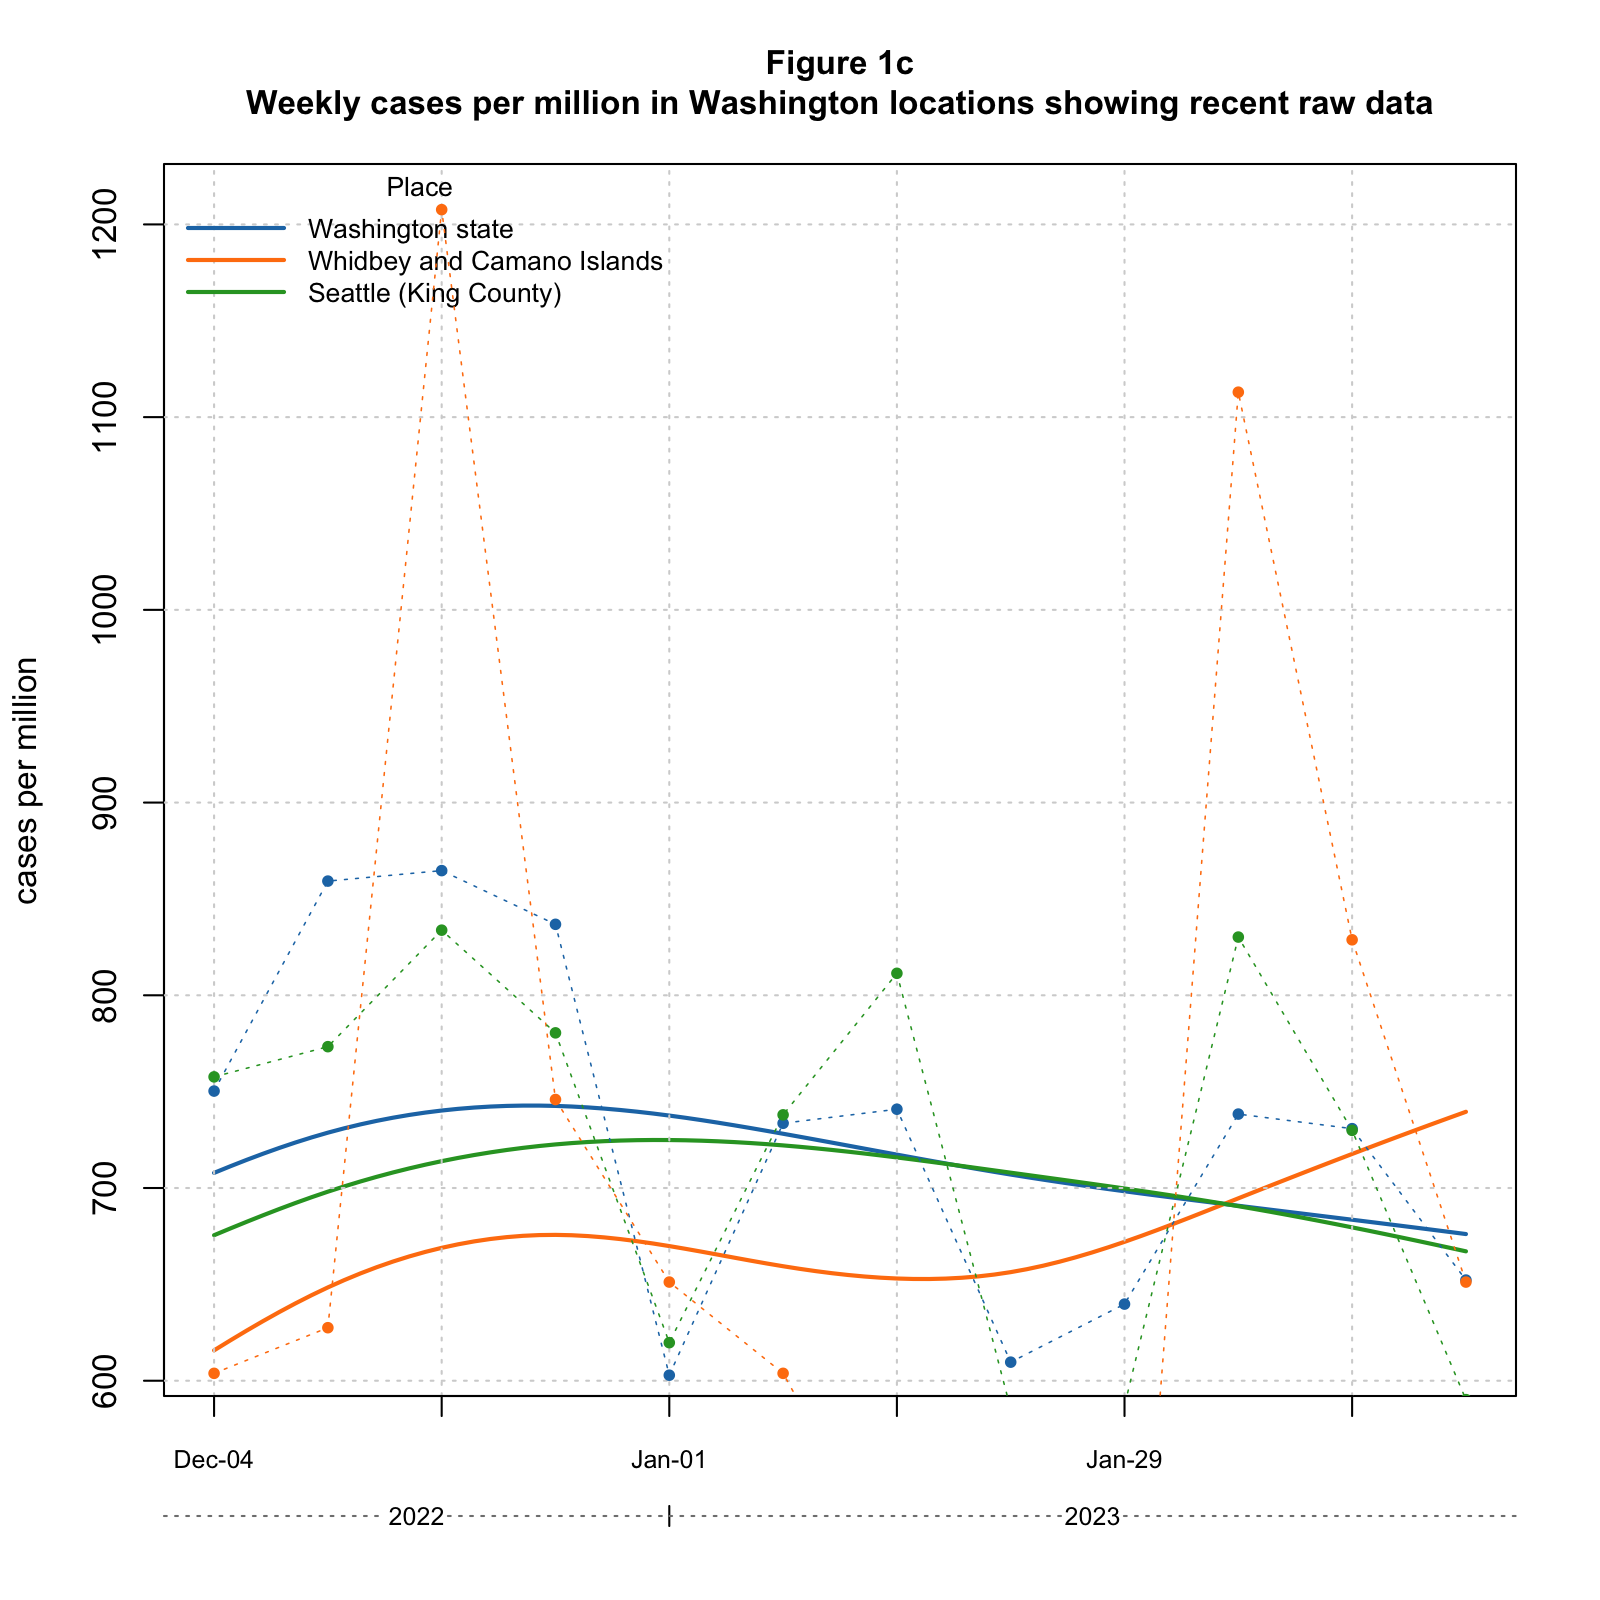 Figure 1c
Weekly cases per million in Washington locations showing recent raw data
Place
Washington state
Whidbey and Camano Islands
Seattle (King County)
cases per million
1200
1100
1000
900
800
700
600
Dec-04 Jan-01 Jan-29
2022 2023